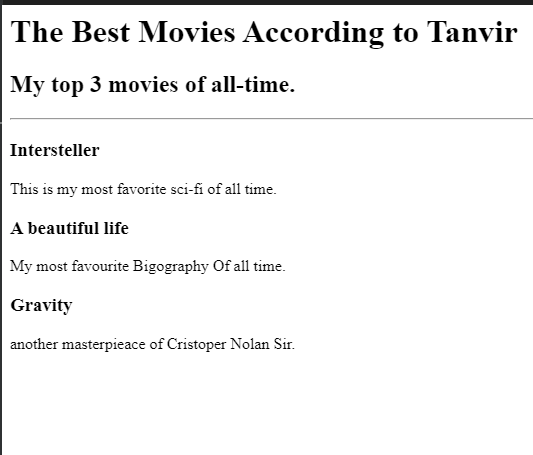 The Best Movies According to Tanvir
My top 3 movies of all-time.
Intersteller
This is my most favorite sci-fi of all time.
A beautiful life
My most favourite Bigography Of all time.
Gravity
another masterpieace of Cristoper Nolan Sir.